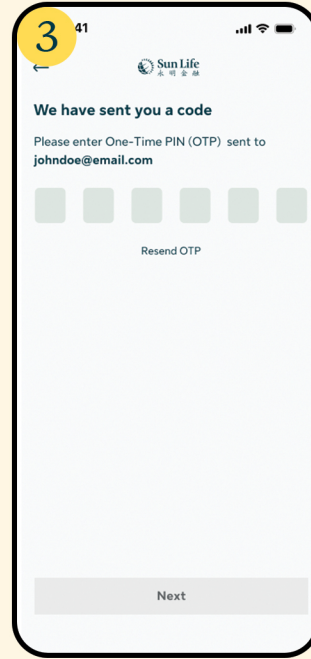 3
41
Sun Life
永明金融
We have sent you a code
Please enter One-Time PIN (OTP) sent to
johndoe@email.com
Resend OTP
Next